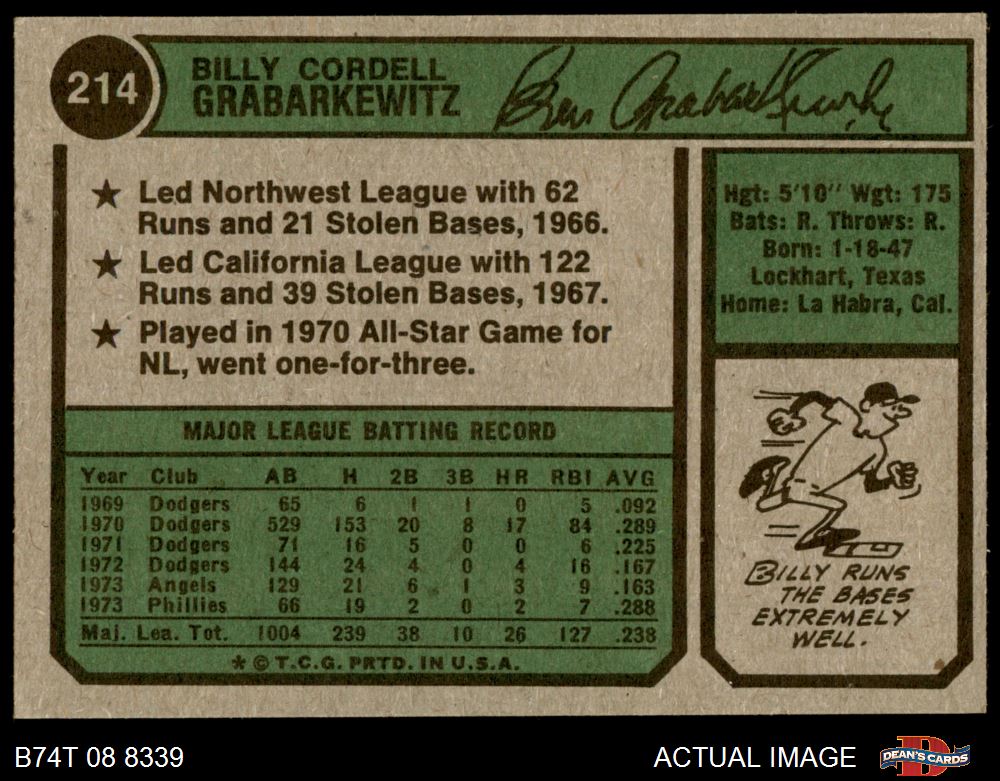 214
BILLY CORDELL
GRABARKEWITZ
Led Northwest League with 62
Runs and 21 Stolen Bases, 1966.
Led California League with 122
Runs and 39 Stolen Bases, 1967.
Played in 1970 All-Star Game for
NL, went one-for-three.
Hgt: 5'10" Wgt: 175
Bats: R. Throws: R.
Born: 1-18-47
Lockhart, Texas
Home: La Habra, Cal.
MAJOR LEAGUE BATTING RECORD
Year Club AB H 2B 3B HR RBI AVG
1969 Dodgers 65 6 1 1 0 5 .092
1970 Dodgers 529 153 20 8 17 84 .289
1971 Dodgers 71 16 5 0 0 6 .225
1972 Dodgers 144 24 4 0 4 16 .167
1973 Angels 129 21 6 1 3 9 .163
1973 Phillies 66 19 2 0 2 7 .288
Maj. Lea. Tot. 1004 239 38 10 26 127 .238
* © T.C.G. PRTD. IN U.S.A.
BILLY RUNS
THE BASES
EXTREMELY
WELL.
B74T 08 8339
ACTUAL IMAGE
DEAN'S CARDS